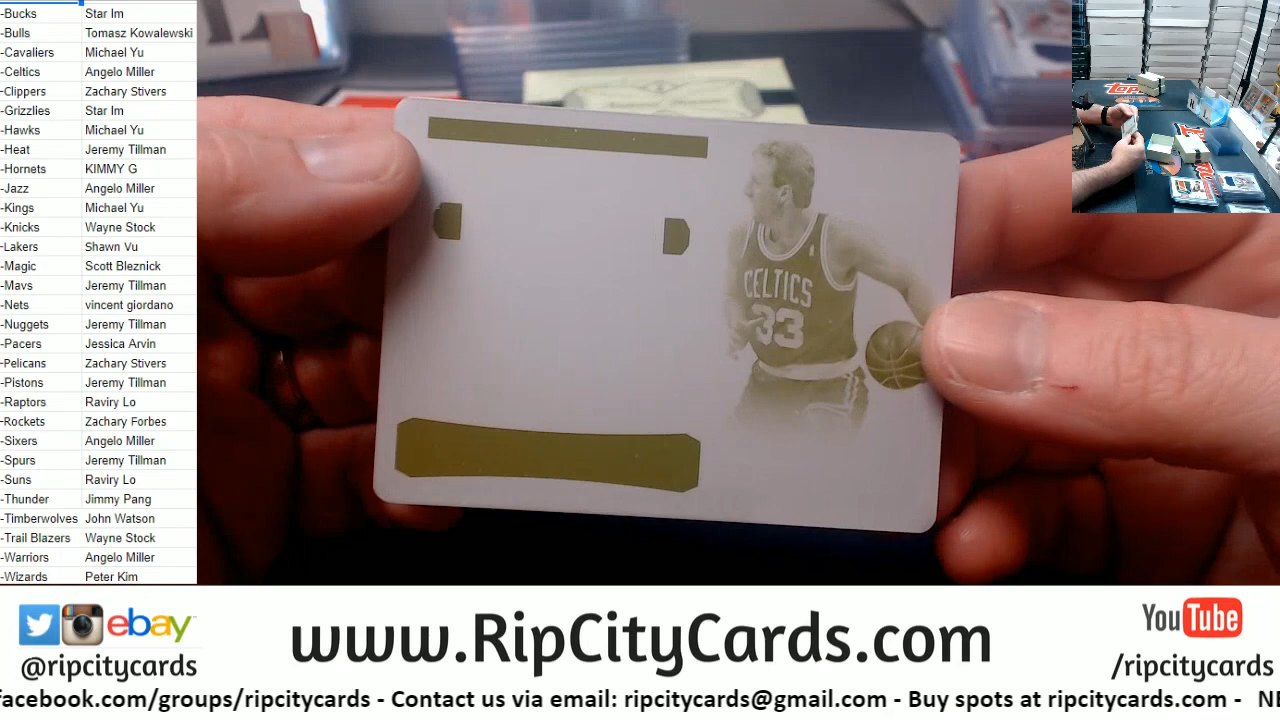 -Bucks Star Im
-Bulls Tomasz Kowalewski
-Cavaliers Michael Yu
-Celtics Angelo Miller
-Clippers Zachary Stivers
-Grizzlies Star Im
-Hawks Michael Yu
-Heat Jeremy Tillman
-Hornets KIMMY G
-Jazz Angelo Miller
-Kings Michael Yu
-Knicks Wayne Stock
-Lakers Shawn Vu
-Magic Scott Bleznick
-Mavs Jeremy Tillman
-Nets vincent giordano
-Nuggets Jeremy Tillman
-Pacers Jessica Arvin
-Pelicans Zachary Stivers
-Pistons Jeremy Tillman
-Raptors Raviry Lo
-Rockets Zachary Forbes
-Sixers Angelo Miller
-Spurs Jeremy Tillman
-Suns Raviry Lo
-Thunder Jimmy Pang
-Timberwolves John Watson
-Trail Blazers Wayne Stock
-Warriors Angelo Miller
-Wizards Peter Kim
CELTICS
33
Topps
ebay
@ripcitycards
www.RipCityCards.com
YouTube
/ripcitycards
facebook.com/groups/ripcitycards - Contact us via email: ripcitycards@gmail.com - Buy spots at ripcitycards.com -